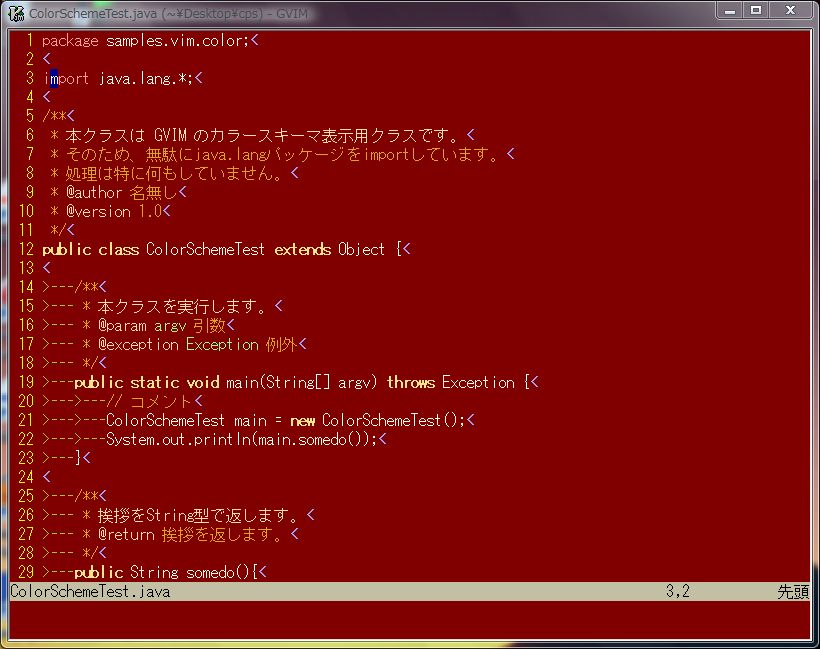 ColorSchemeTest.java (~¥Desktop¥cps) - GVIM
1 package samples.vim.color;<
2 <
3 import java.lang.*;<
4 <
5 /**<
6  * 本クラスは GVIM のカラースキーマ表示用クラスです。<
7  * そのため、無駄にjava.langパッケージをimportしています。<
8  * 処理は特に何もしていません。<
9  * @author 名無し<
10  * @version 1.0<
11  */<
12 public class ColorSchemeTest extends Object {<
13 <
14 >---/**<
15 >--- * 本クラスを実行します。<
16 >--- * @param argv 引数<
17 >--- * @exception Exception 例外<
18 >--- */<
19 >---public static void main(String[] argv) throws Exception {<
20 >--->---// コメント<
21 >--->---ColorSchemeTest main = new ColorSchemeTest();<
22 >--->---System.out.println(main.somedo());<
23 >---}<
24 <
25 >---/**<
26 >--- * 挨拶をString型で返します。<
27 >--- * @return 挨拶を返します。<
28 >--- */<
29 >---public String somedo(){<
ColorSchemeTest.java 3,2 先頭